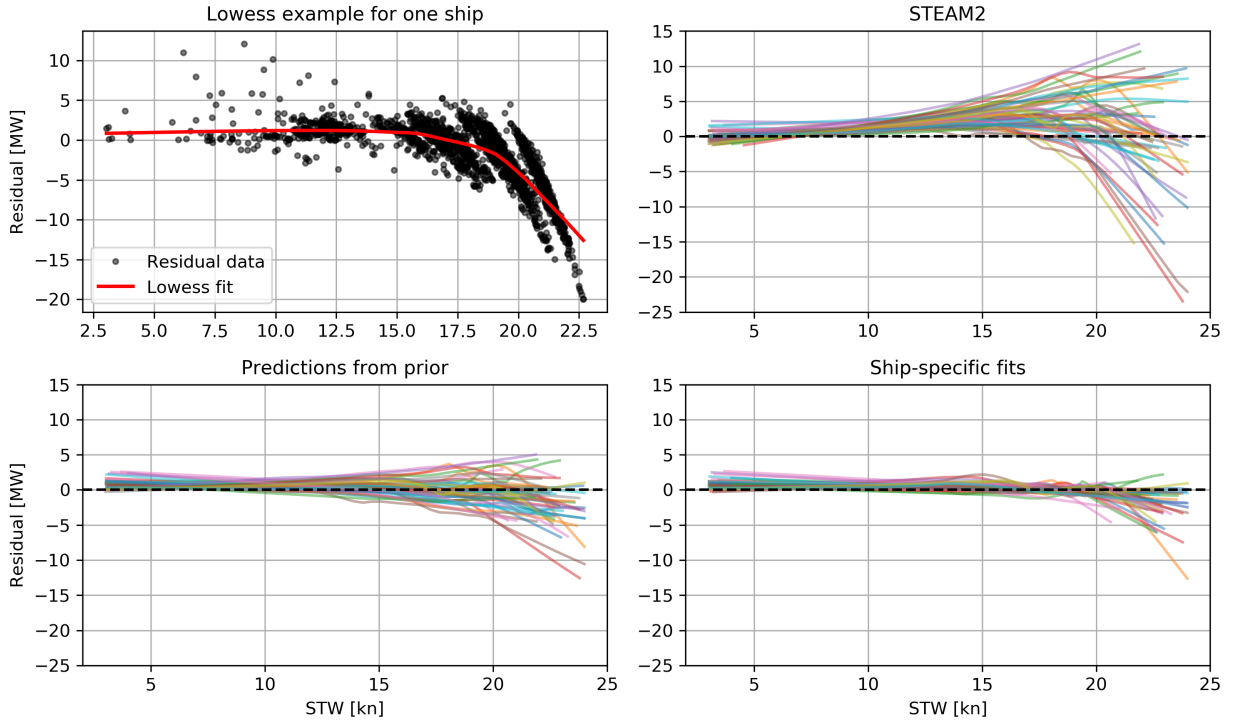 Lowess example for one ship
Residual [MW]
10
5
0
−5
−10
−15
−20
2.5 5.0 7.5 10.0 12.5 15.0 17.5 20.0 22.5
Residual data
Lowess fit
STEAM2
15
10
5
0
−5
−10
−15
−20
−25
5 10 15 20 25
Predictions from prior
Residual [MW]
15
10
5
0
−5
−10
−15
−20
−25
5 10 15 20 25
STW [kn]
Ship-specific fits
15
10
5
0
−5
−10
−15
−20
−25
5 10 15 20 25
STW [kn]